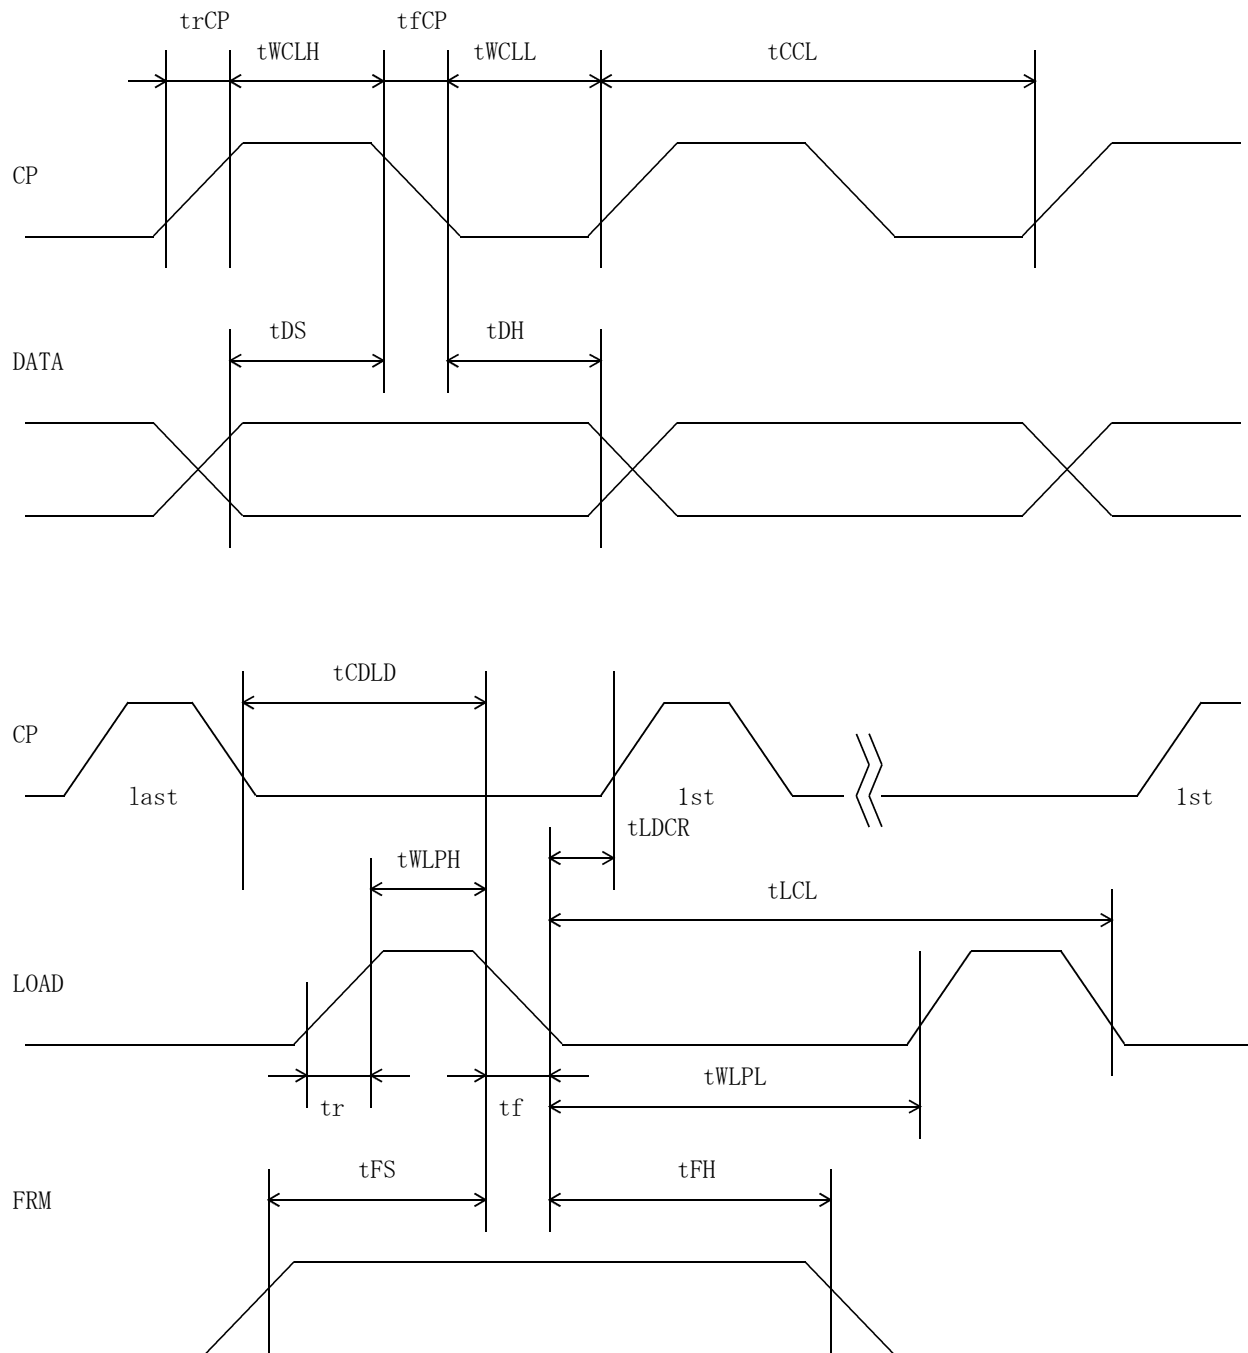 trCP
tfCP
tWCLH
tWCLL
tCCL
CP
tDS
tDH
DATA
tCDLD
CP
last
1st
1st
tLDCR
tWLPH
tLCL
LOAD
tWLPL
tr
tf
tFS
tFH
FRM